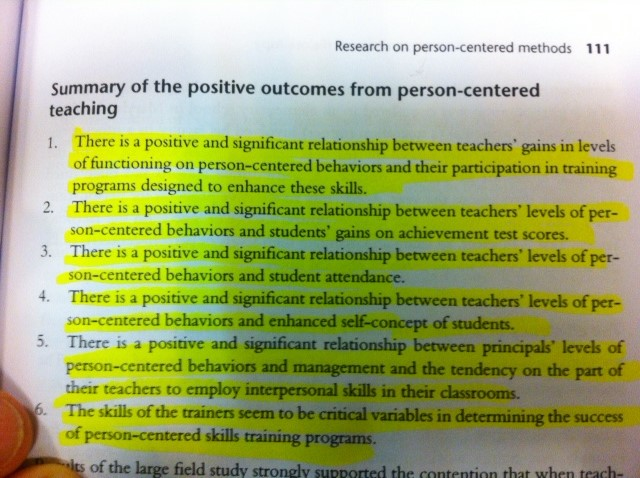 Research on person-centered methods 111
Summary of the positive outcomes from person-centered
teaching
1. There is a positive and significant relationship between teachers' gains in levels
of functioning on person-centered behaviors and their participation in training
programs designed to enhance these skills.
2. There is a positive and significant relationship between teachers' levels of per-
son-centered behaviors and students' gains on achievement test scores.
3. There is a positive and significant relationship between teachers' levels of per-
son-centered behaviors and student attendance.
4. There is a positive and significant relationship between teachers' levels of per-
son-centered behaviors and enhanced self-concept of students.
5. There is a positive and significant relationship between principals' levels of
person-centered behaviors and management and the tendency on the part of
their teachers to employ interpersonal skills in their classrooms.
6. The skills of the trainers seem to be critical variables in determining the success
of person-centered skills training programs.
of the large field study strongly supported the contention that when teach-